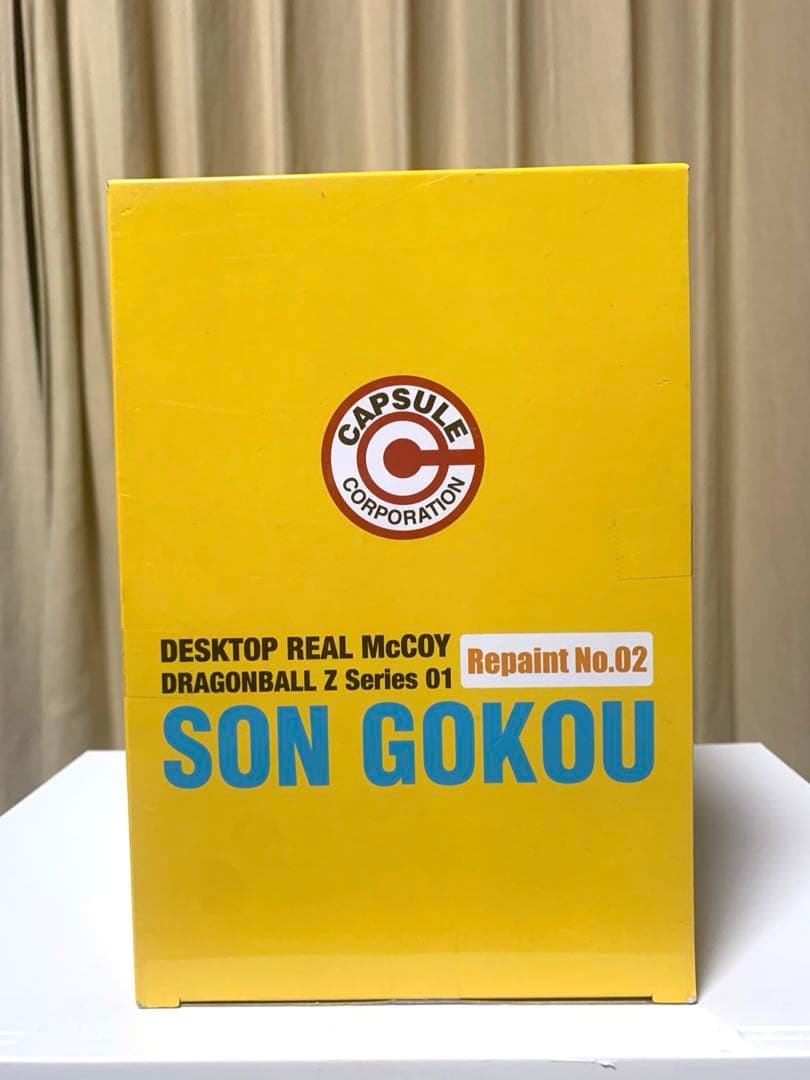 CAPSULE
CORPORATION
DESKTOP REAL McCOY
DRAGONBALL Z Series 01
Repaint No.02
SON GOKOU